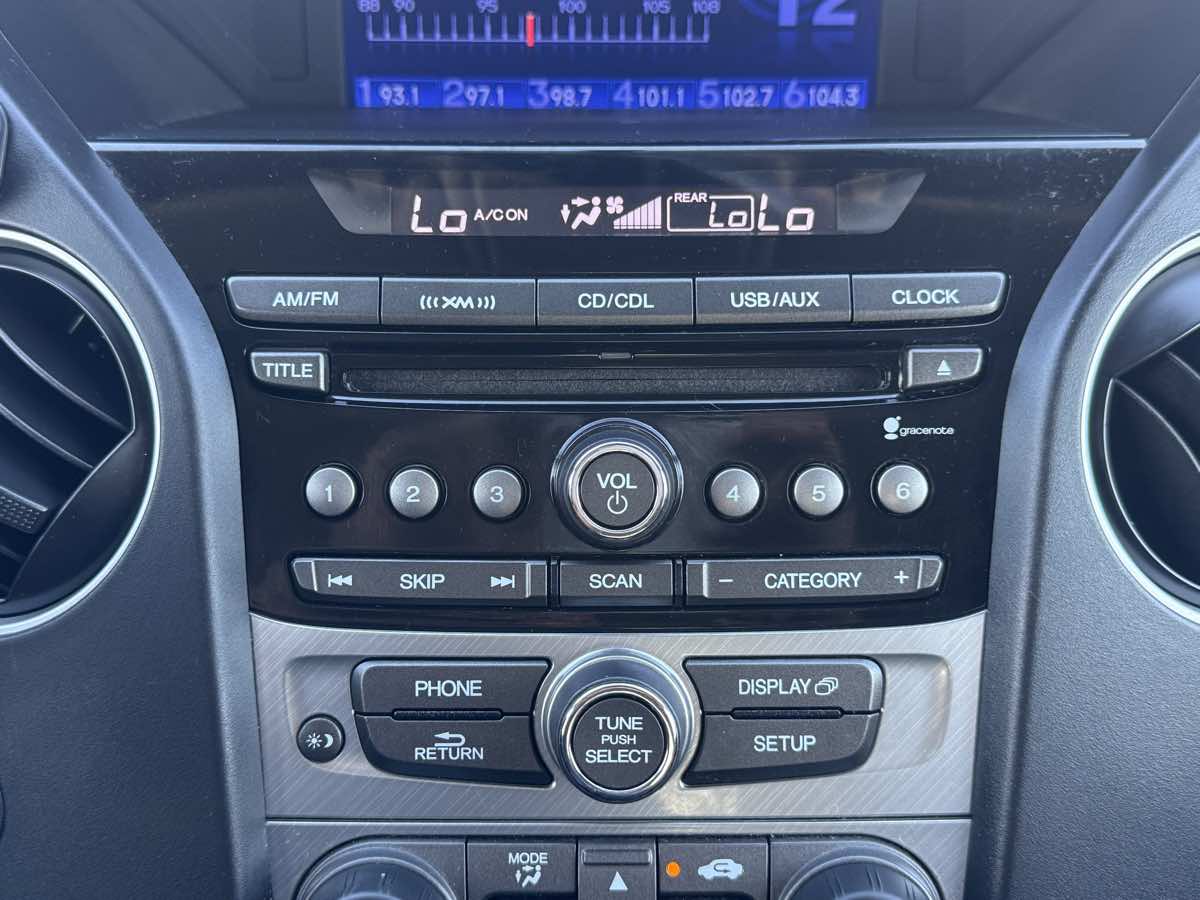 88 90 95 100 105 108
12
1 93.1 2 97.1 3 98.7 4 101.1 5 102.7 6 104.3
Lo A/C ON REAR Lo Lo
AM/FM XM CD/CDL USB/AUX CLOCK
TITLE
gracenote
1 2 3 VOL 4 5 6
SKIP SCAN - CATEGORY +
PHONE DISPLAY
TUNE
PUSH
SELECT
RETURN SETUP
MODE